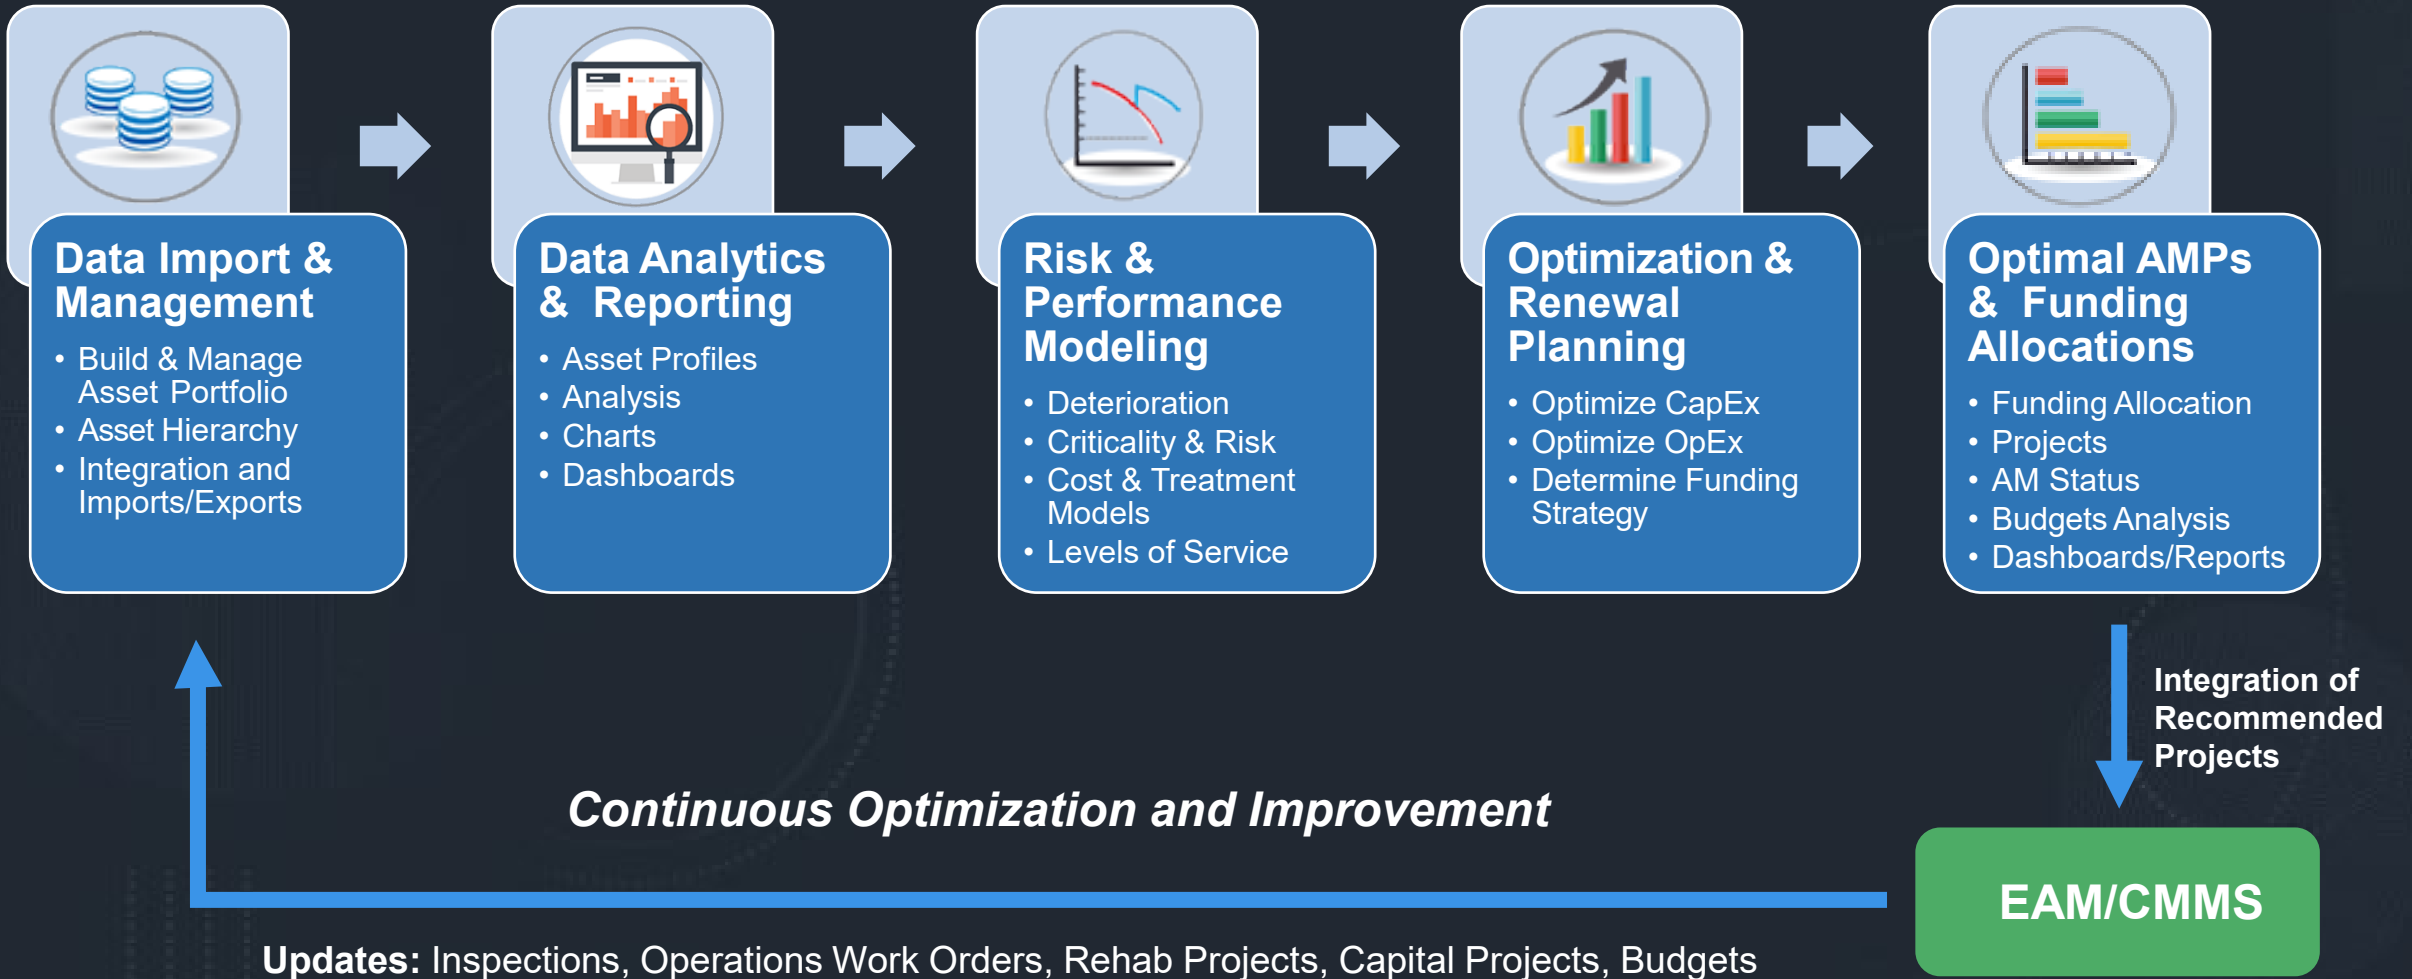 Data Import &
Management
• Build & Manage
Asset Portfolio
• Asset Hierarchy
• Integration and
Imports/Exports
Data Analytics
& Reporting
• Asset Profiles
• Analysis
• Charts
• Dashboards
Risk &
Performance
Modeling
• Deterioration
• Criticality & Risk
• Cost & Treatment
Models
• Levels of Service
Optimization &
Renewal
Planning
• Optimize CapEx
• Optimize OpEx
• Determine Funding
Strategy
Optimal AMPs
& Funding
Allocations
• Funding Allocation
• Projects
• AM Status
• Budgets Analysis
• Dashboards/Reports
Integration of
Recommended
Projects
Continuous Optimization and Improvement
EAM/CMMS
Updates: Inspections, Operations Work Orders, Rehab Projects, Capital Projects, Budgets